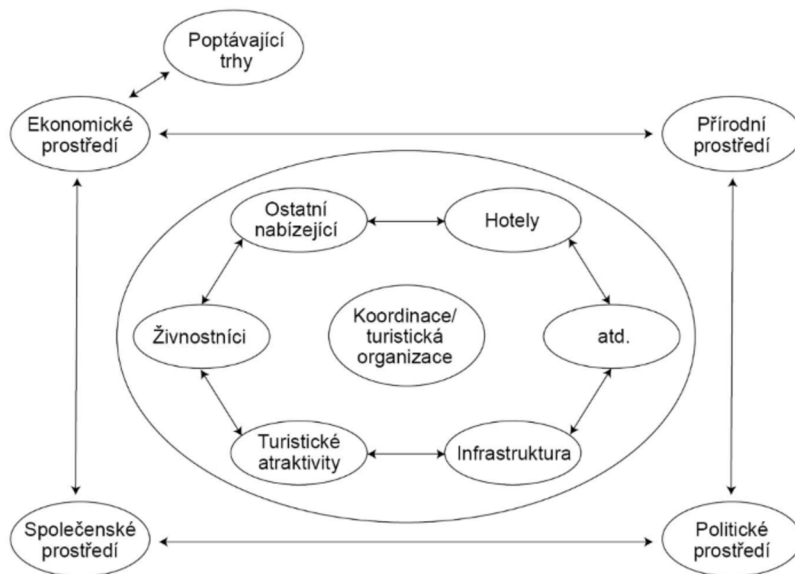 Poptávající
trhy
Ekonomické
prostředí
Přírodní
prostředí
Ostatní
nabízející
Hotely
Živnostníci
Koordinace/
turistická
organizace
atd.
Turistické
atraktivity
Infrastruktura
Společenské
prostředí
Politické
prostředí